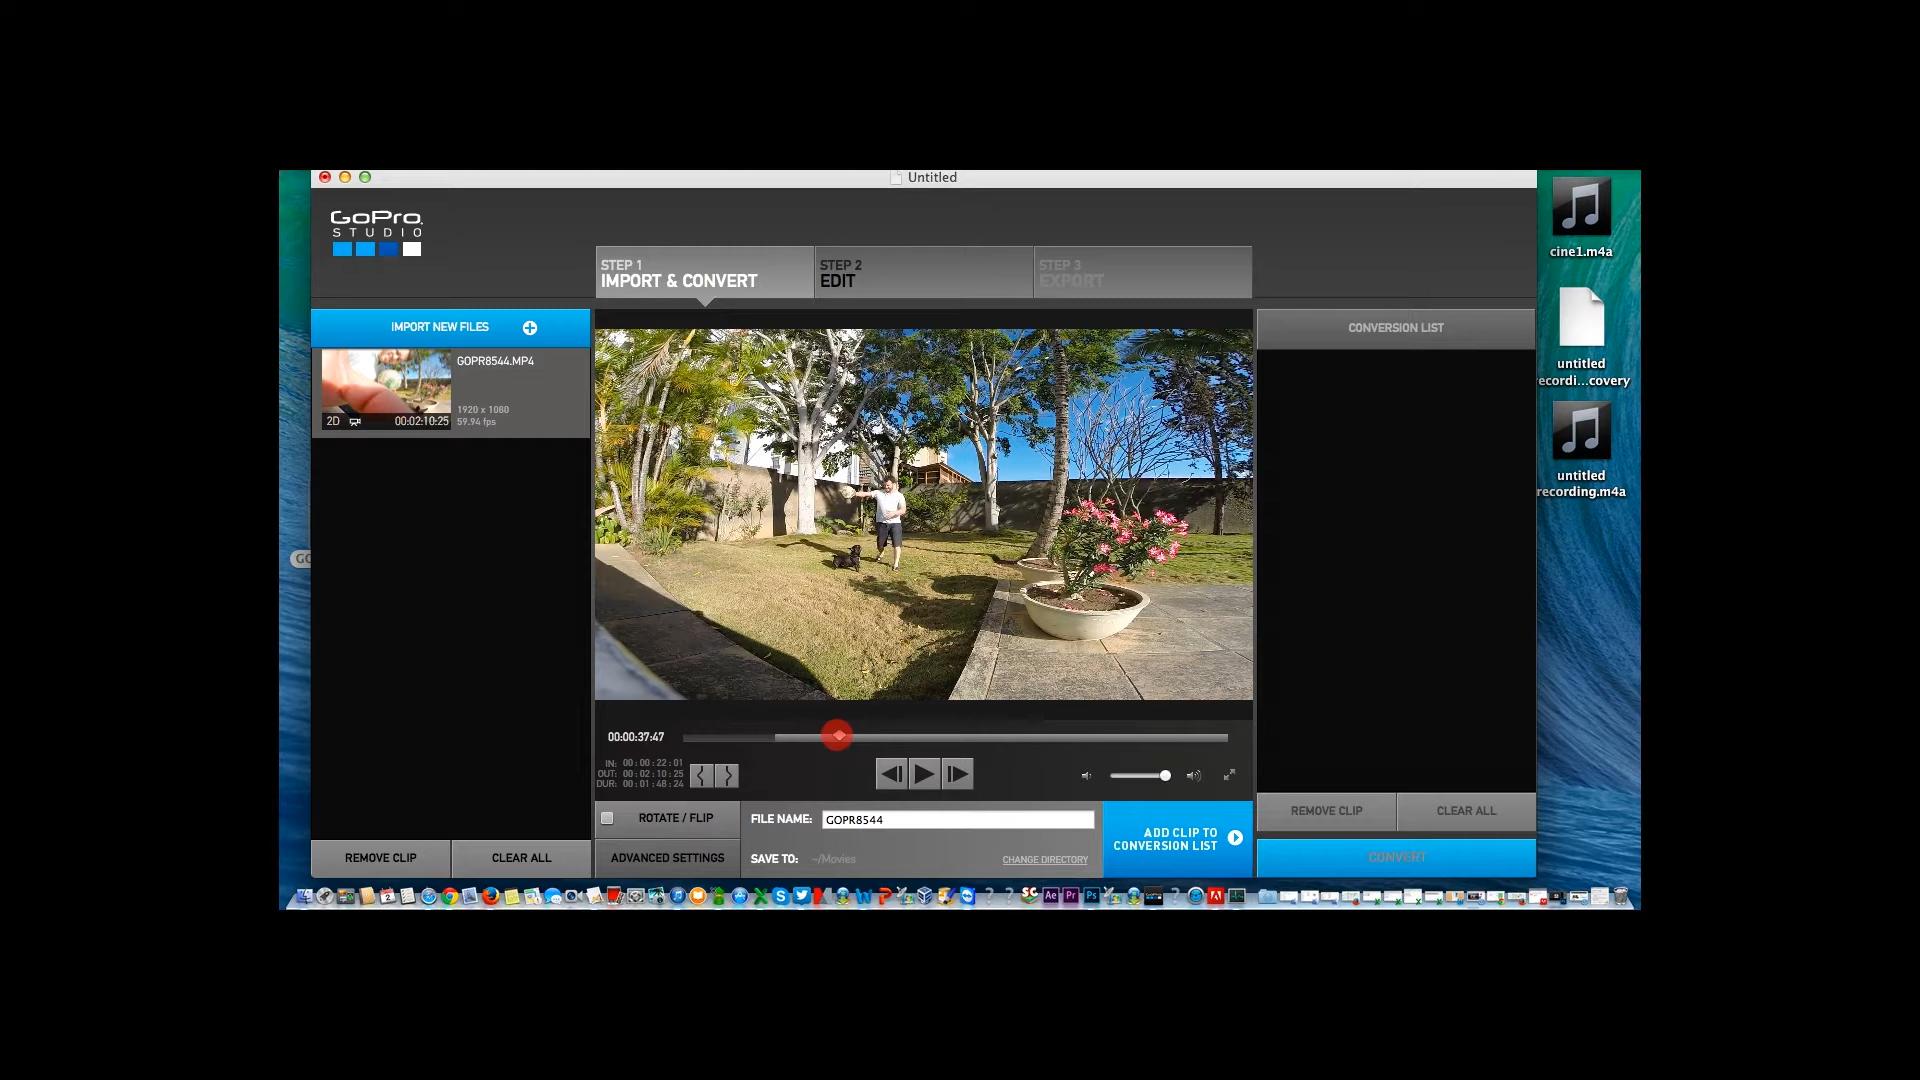 Untitled
GoPro
STUDIO
STEP 1
IMPORT & CONVERT
STEP 2
EDIT
STEP 3
EXPORT
IMPORT NEW FILES
GOPR8544.MP4
1920 x 1080
59.94 fps
2D
00:02:10:25
CONVERSION LIST
cine1.m4a
untitled
recordi...covery
untitled
recording.m4a
00:00:37:47
IN: 00:00:22:01
OUT: 00:02:10:25
DUR: 00:01:48:24
ROTATE / FLIP
ADVANCED SETTINGS
FILE NAME: GOPR8544
SAVE TO: ~/Movies
CHANGE DIRECTORY
ADD CLIP TO
CONVERSION LIST
REMOVE CLIP
CLEAR ALL
REMOVE CLIP
CLEAR ALL
CONVERT
SC
Ae
Pr
Ps